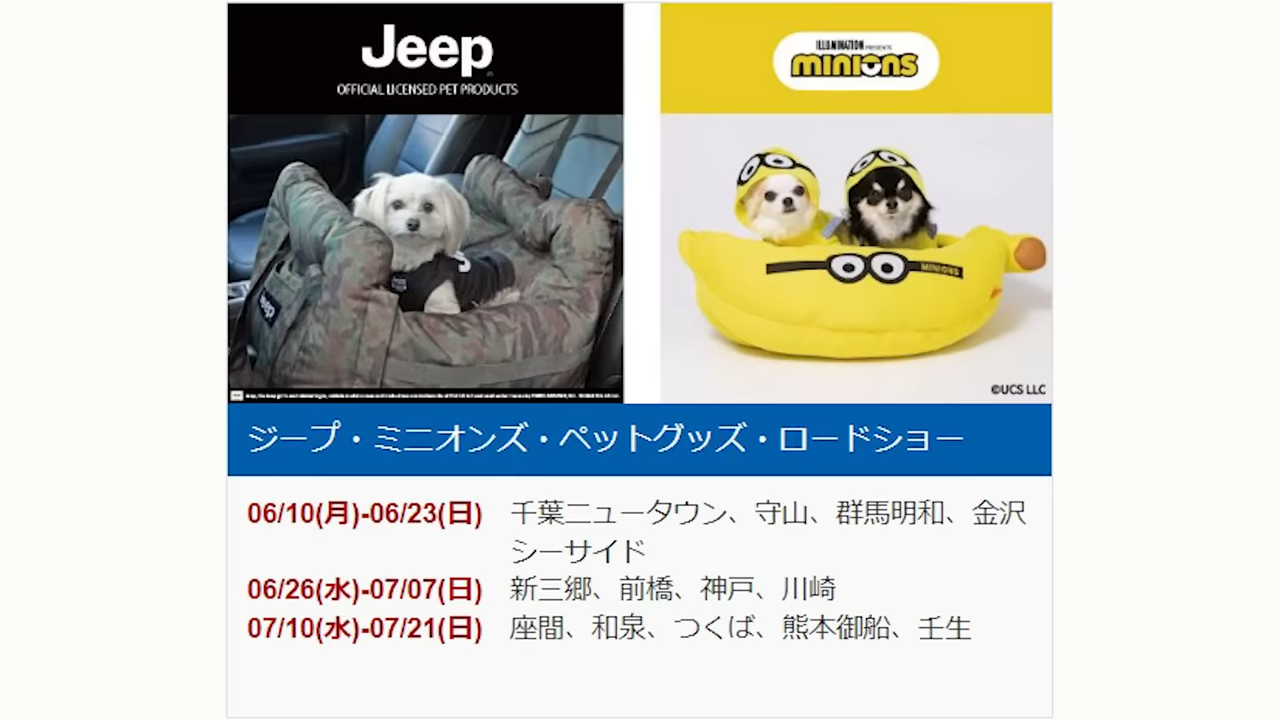 Jeep
OFFICIAL LICENSED PET PRODUCTS
ILLUMINATION PRESENTS
minions
Jeep
MINIONS
©UCS LLC
ジープ・ミニオンズ・ペットグッズ・ロードショー
06/10(月)-06/23(日) 千葉ニュータウン、守山、群馬明和、金沢
シーサイド
06/26(水)-07/07(日) 新三郷、前橋、神戸、川崎
07/10(水)-07/21(日) 座間、和泉、つくば、熊本御船、壬生